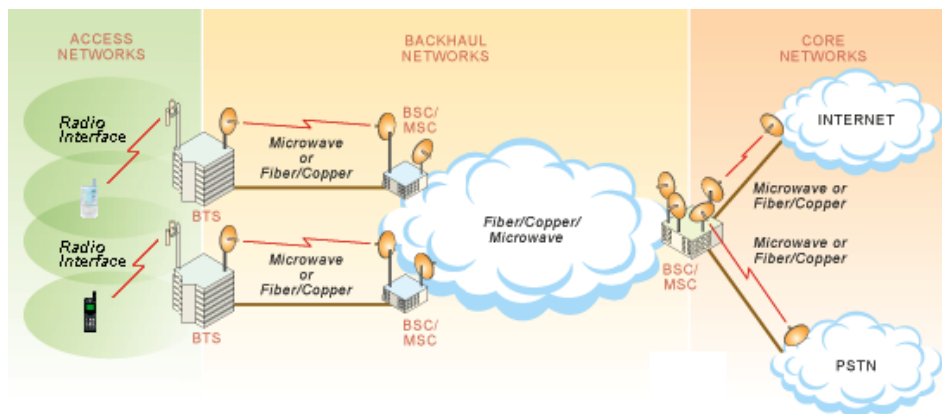 ACCESS
NETWORKS
BACKHAUL
NETWORKS
CORE
NETWORKS
Radio
Interface
BTS
Microwave
or
Fiber/Copper
BSC/
MSC
Radio
Interface
BTS
Microwave
or
Fiber/Copper
BSC/
MSC
Fiber/Copper/
Microwave
BSC/
MSC
INTERNET
Microwave or
Fiber/Copper
Microwave or
Fiber/Copper
PSTN